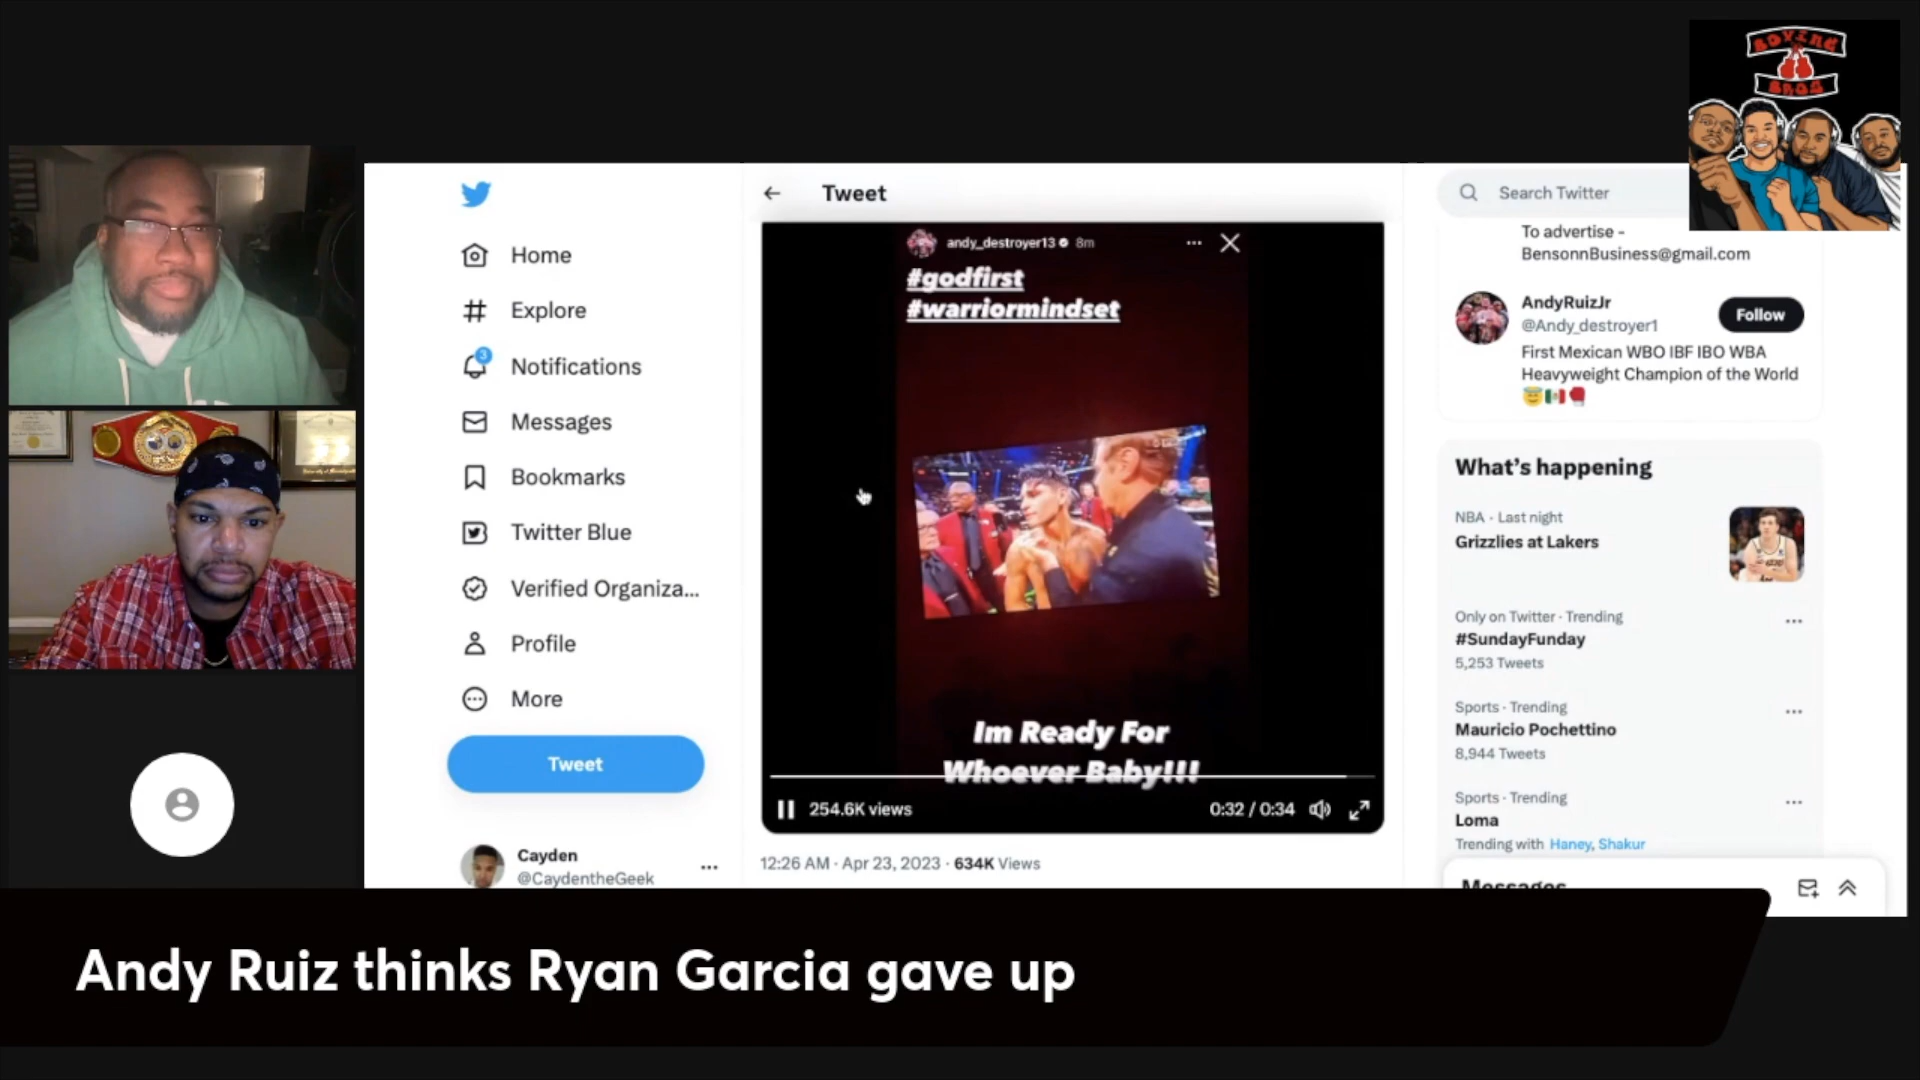 BOXING
BROS
Tweet
Search Twitter
Home
Explore
3
Notifications
Messages
Bookmarks
Twitter Blue
Verified Organiza...
Profile
More
Tweet
Cayden
@CaydentheGeek
andy_destroyer13 8m
#godfirst
#warriormindset
Im Ready For
Whoever Baby!!!
254.6K views
0:32 / 0:34
12:26 AM · Apr 23, 2023 · 634K Views
To advertise -
BensonnBusiness@gmail.com
AndyRuizJr
@Andy_destroyer1
Follow
First Mexican WBO IBF IBO WBA
Heavyweight Champion of the World
What's happening
NBA · Last night
Grizzlies at Lakers
Only on Twitter · Trending
#SundayFunday
5,253 Tweets
Sports · Trending
Mauricio Pochettino
8,944 Tweets
Sports · Trending
Loma
Trending with Haney, Shakur
Messages
Andy Ruiz thinks Ryan Garcia gave up